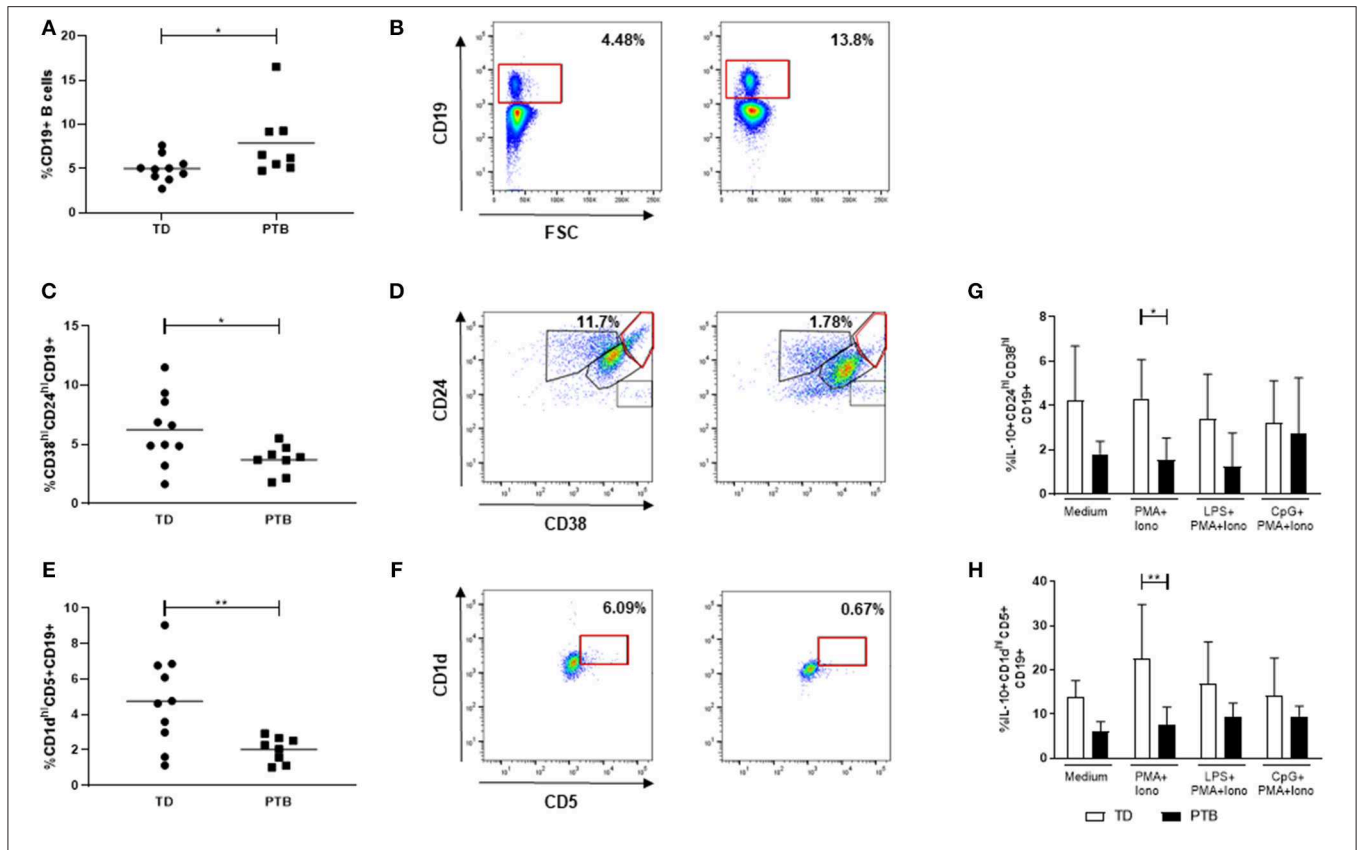 A
*
%CD19+ B cells
20
15
10
5
0
TD
PTB
B
4.48%
13.8%
CD19
FSC
C
*
%CD38hiCD24hiCD19+
15
10
5
0
TD
PTB
D
11.7%
1.78%
CD24
CD38
E
**
%CD1dhiCD5+CD19+
10
8
6
4
2
0
TD
PTB
F
6.09%
0.67%
CD1d
CD5
G
*
%IL-10+CD24hiCD38hi
CD19+
8
6
4
2
0
Medium
PMA+
Iono
LPS+
PMA+Iono
CpG+
PMA+Iono
H
**
%IL-10+CD1dhiCD5+
CD19+
40
30
20
10
0
Medium
PMA+
Iono
LPS+
PMA+Iono
CpG+
PMA+Iono
TD
PTB